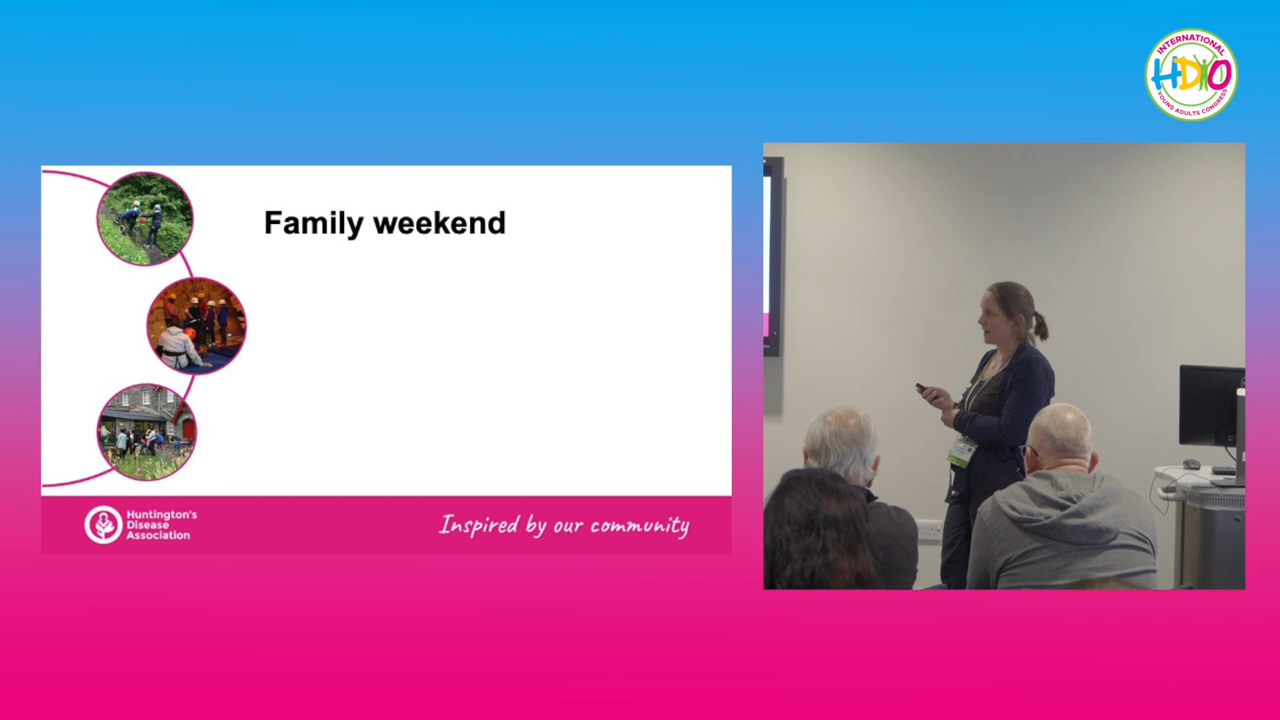 INTERNATIONAL
HDYO
YOUNG ADULTS CONGRESS
Family weekend
Huntington's
Disease
Association
Inspired by our community